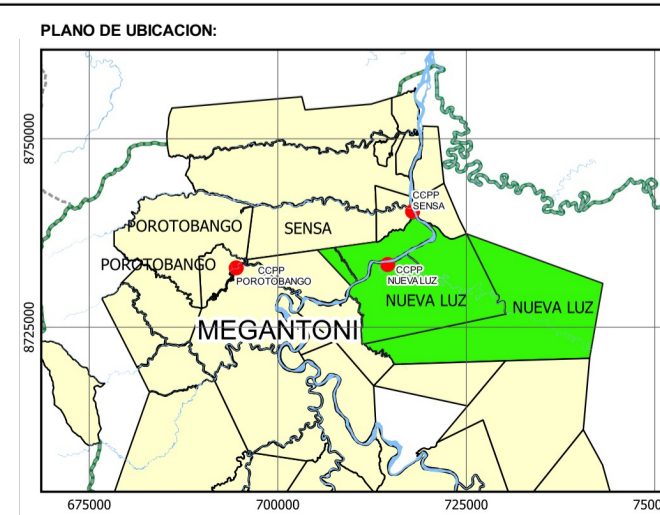 PLANO DE UBICACION:
8750000
CCPP
SENSA
POROTOBANGO
SENSA
POROTOBANGO
CCPP
POROTOBANGO
CCPP
NUEVA LUZ
NUEVA LUZ
NUEVA LUZ
8725000
MEGANTONI
675000
700000
725000
7500